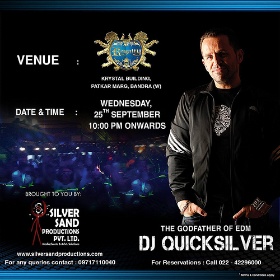 VENUE :
KRYSTAL BUILDING,
PATKAR MARG, BANDRA (W)
DATE & TIME :
WEDNESDAY,
25TH SEPTEMBER
10:00 PM ONWARDS
BROUGHT TO YOU BY:
SILVER
SAND
PRODUCTIONS
PVT. LTD.
www.silversandproductions.com
For any queries contact : 09717110040
THE GODFATHER OF EDM
DJ QUICKSILVER
For Reservations : Call 022 - 42296000